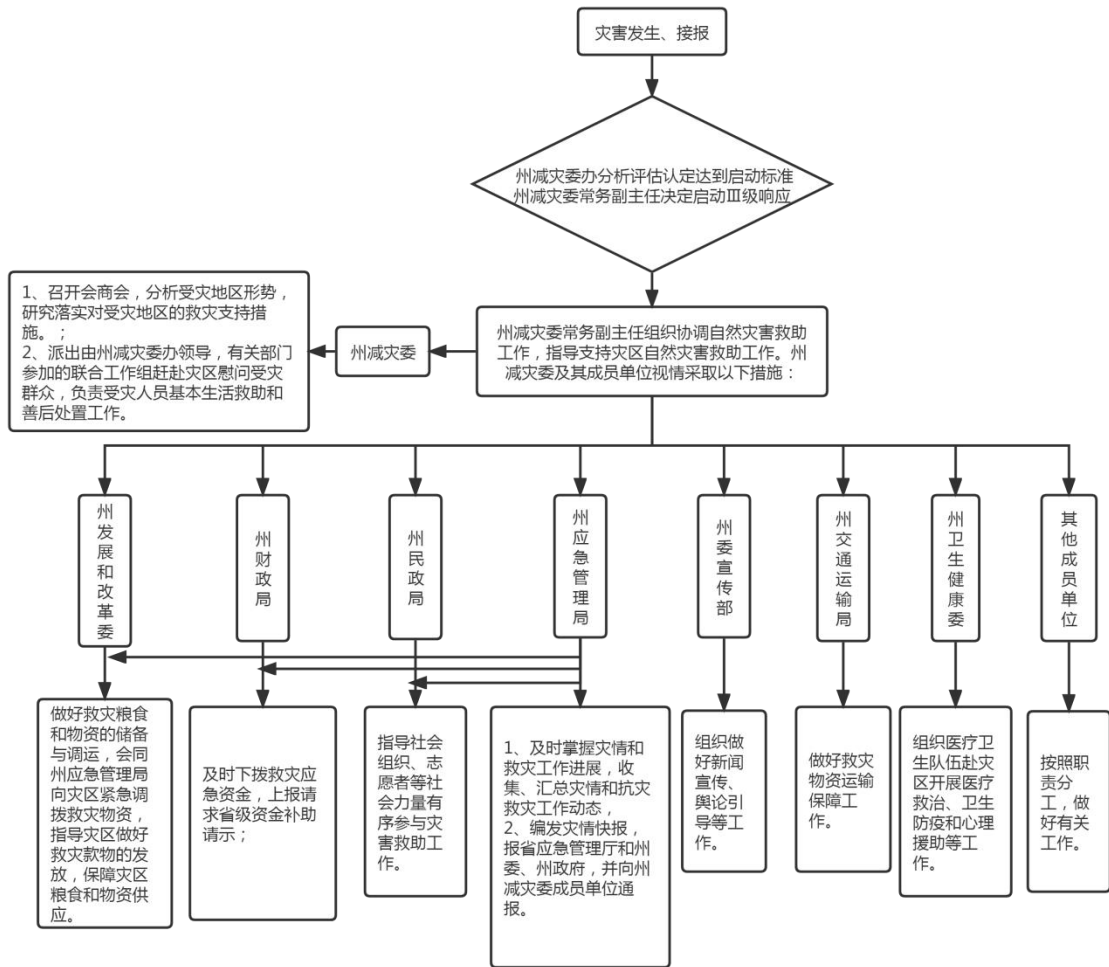 灾害发生、接报
州减灾委办分析评估认定达到启动标准
州减灾委常务副主任决定启动Ⅲ级响应
1、召开会商会，分析受灾地区形势，
研究落实对受灾地区的救灾支持措
施。；
2、派出由州减灾委办领导，有关部门
参加的联合工作组赶赴灾区慰问受灾
群众，负责受灾人员基本生活救助和
善后处置工作。
州减灾委
州减灾委常务副主任组织协调自然灾害救助
工作，指导支持灾区自然灾害救助工作。州
减灾委及其成员单位视情采取以下措施：
州发展和改革委
州财政局
州民政局
州应急管理局
州委宣传部
州交通运输局
州卫生健康委
其他成员单位
做好救灾粮食
和物资的储备
与调运，会同
州应急管理局
向灾区紧急调
拨救灾物资，
指导灾区做好
救灾款物的发
放，保障灾区
粮食和物资供
应。
及时下拨救灾应
急资金，上报请
求省级资金补助
请示；
指导社会
组织、志
愿者等社
会力量有
序参与灾
害救助工
作。
1、及时掌握灾情和
救灾工作进展，收
集、汇总灾情和抗灾
救灾工作动态，
2、编发灾情快报，
报省应急管理厅和州
委、州政府，并向州
减灾委成员单位通
报。
组织做
好新闻
宣传、
舆论引
导等工
作。
做好救灾
物资运输
保障工
作。
组织医疗卫
生队伍赴灾
区开展医疗
救治、卫生
防疫和心理
援助等工
作。
按照职
责分
工，做
好有关
工作。